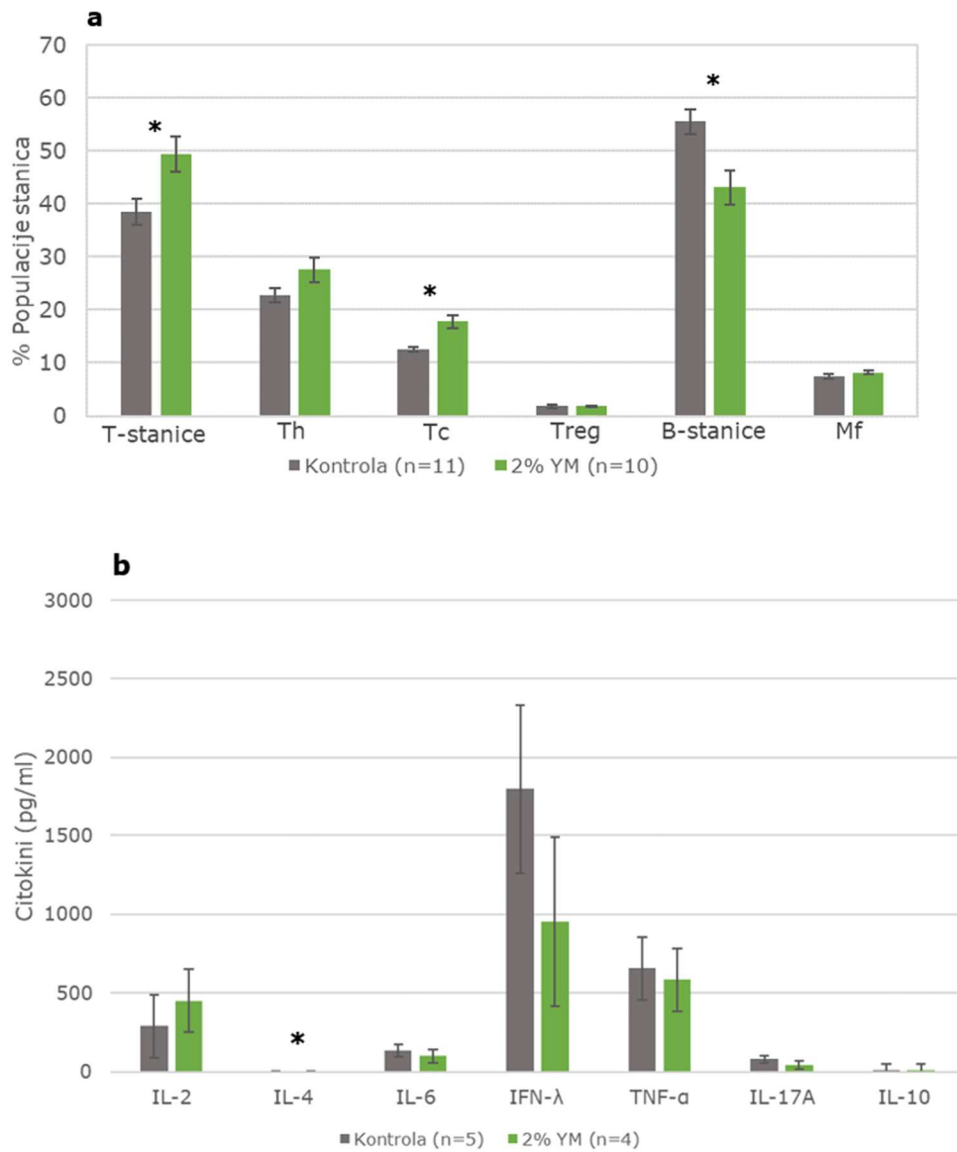 a
% Populacije stanica
70
60
50
40
30
20
10
0
*
*
*
T-stanice Th Tc Treg B-stanice Mf
Kontrola (n=11) 2% YM (n=10)
b
Citokini (pg/ml)
3000
2500
2000
1500
1000
500
0
*
IL-2 IL-4 IL-6 IFN-λ TNF-α IL-17A IL-10
Kontrola (n=5) 2% YM (n=4)